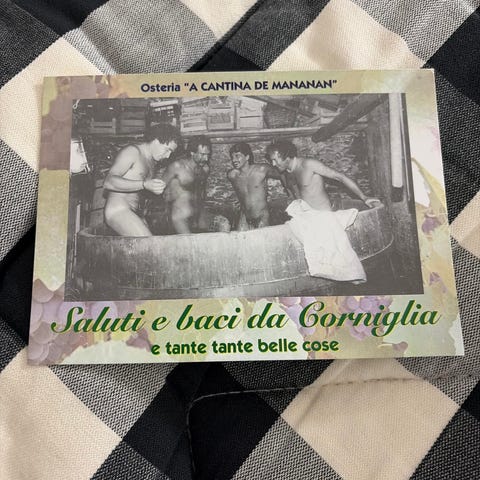 Osteria "A CANTINA DE MANANAN"
Saluti e baci da Corniglia
e tante tante belle cose